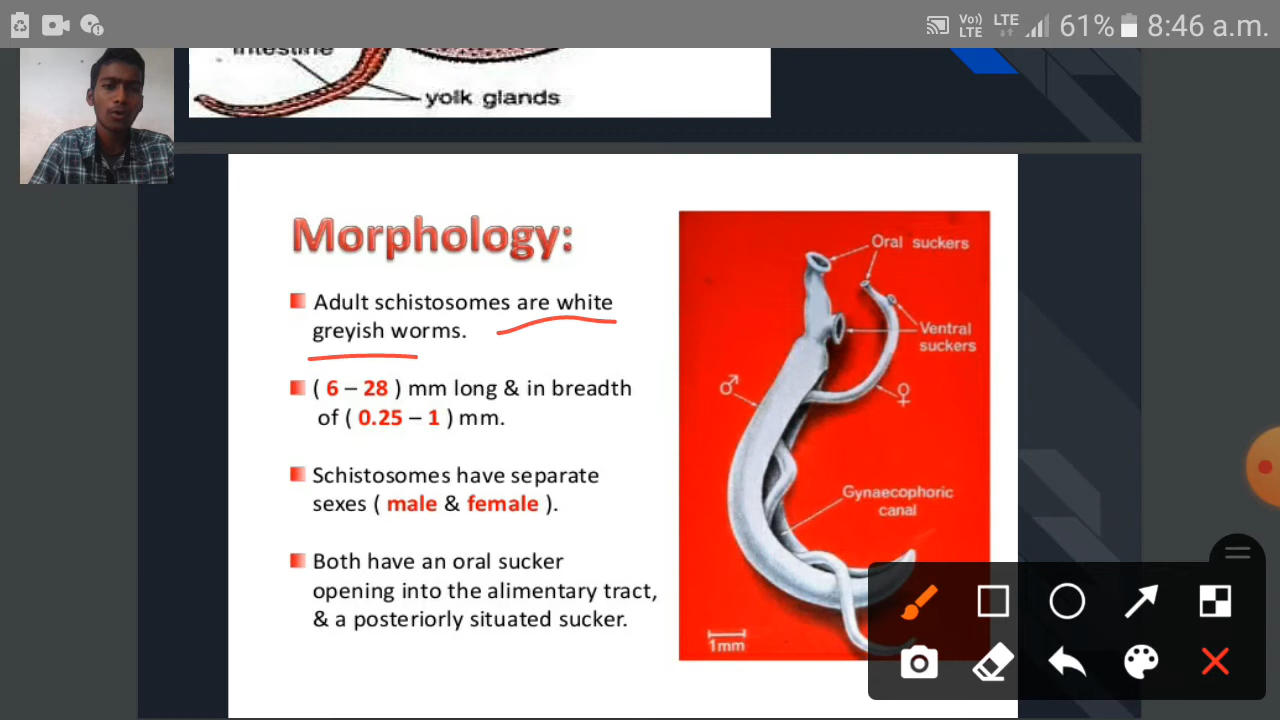 Vo))
LTE
LTE
61%
8:46 a.m.
intestine
yolk glands
Morphology:
Adult schistosomes are white
greyish worms.
( 6 – 28 ) mm long & in breadth
of ( 0.25 – 1 ) mm.
Schistosomes have separate
sexes ( male & female ).
Both have an oral sucker
opening into the alimentary tract,
& a posteriorly situated sucker.
Oral suckers
Ventral
suckers
♂
♀
Gynaecophoric
canal
1mm